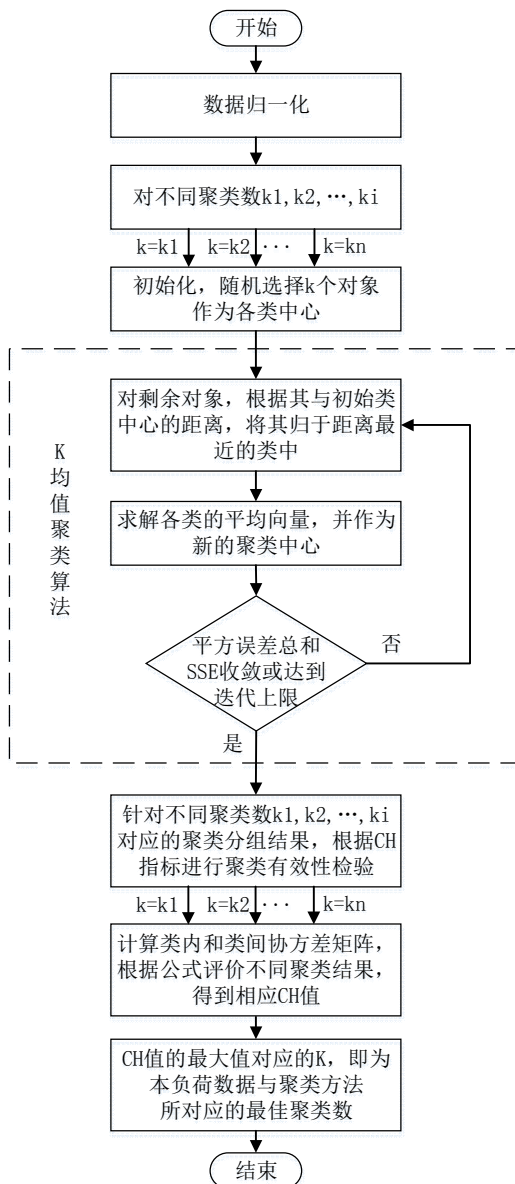 开始
数据归一化
对不同聚类数k1,k2,…,ki
k=k1 k=k2 ... k=kn
初始化，随机选择k个对象
作为各类中心
对剩余对象，根据其与初始类
中心的距离，将其归于距离最
近的类中
K
均
值
聚
类
算
法
求解各类的平均向量，并作为
新的聚类中心
平方误差总和
SSE收敛或达到
迭代上限
否
是
针对不同聚类数k1,k2,…,ki
对应的聚类分组结果，根据CH
指标进行聚类有效性检验
k=k1 k=k2 ... k=kn
计算类内和类间协方差矩阵，
根据公式评价不同聚类结果，
得到相应CH值
CH值的最大值对应的K，即为
本负荷数据与聚类方法
所对应的最佳聚类数
结束